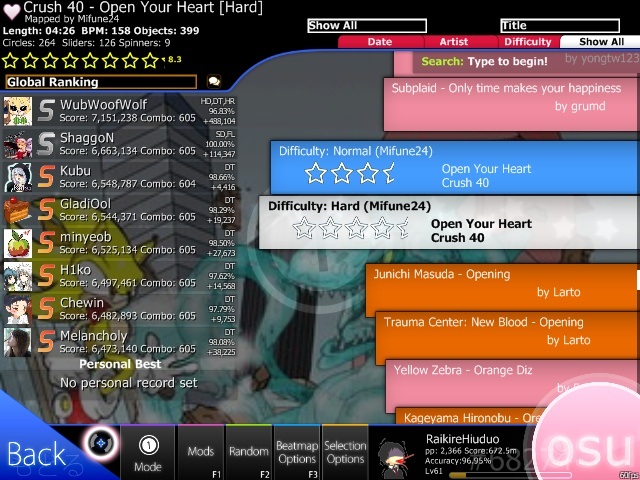 Crush 40 - Open Your Heart [Hard]
Mapped by Mifune24
Length: 04:26 BPM: 158 Objects: 399
Circles: 264 Sliders: 126 Spinners: 9
8.3
Show All
Title
Date
Artist
Difficulty
Show All
Global Ranking
Search: Type to begin!
by yongtw123
Subplaid - Only time makes your happiness
by grumd
WubWoofWolf
Score: 7,151,238 Combo: 605
HD,DT,HR
96.83%
+488,104
ShaggoN
Score: 6,663,134 Combo: 605
SD,FL
100.00%
+114,347
Kubu
Score: 6,548,787 Combo: 604
DT
98.66%
+4,416
GladiOol
Score: 6,544,371 Combo: 605
DT
98.29%
+19,237
minyeob
Score: 6,525,134 Combo: 605
DT
98.50%
+27,673
H1ko
Score: 6,497,461 Combo: 605
DT
97.62%
+14,568
Chewin
Score: 6,482,893 Combo: 605
DT
97.79%
+9,753
Melancholy
Score: 6,473,140 Combo: 605
DT
98.08%
+38,225
Personal Best
No personal record set
Difficulty: Normal (Mifune24)
Open Your Heart
Crush 40
Difficulty: Hard (Mifune24)
Open Your Heart
Crush 40
Junichi Masuda - Opening
by Larto
Trauma Center: New Blood - Opening
by Larto
Yellow Zebra - Orange Diz
by
Kageyama Hironobu - Ore
Back
1
Mode
Mods
F1
Random
F2
Beatmap
Options
F3
Selection
Options
RaikireHiuduo
pp: 2,366 Score:672.5m
Accuracy:96.95%
Lv61
osu